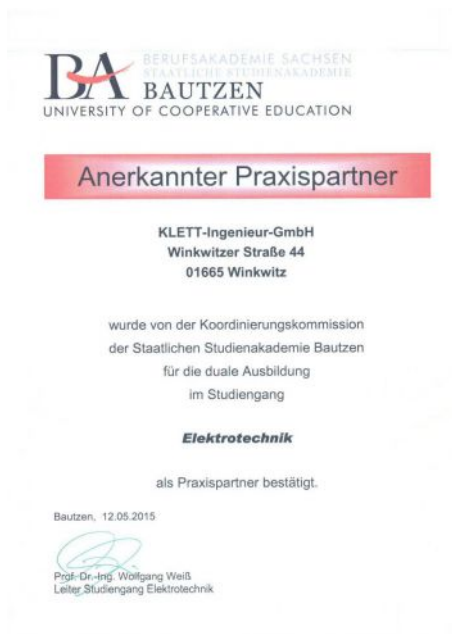 BA
BERUFSAKADEMIE SACHSEN
STAATLICHE STUDIENAKADEMIE
BAUTZEN
UNIVERSITY OF COOPERATIVE EDUCATION
Anerkannter Praxispartner
KLETT-Ingenieur-GmbH
Winkwitzer Straße 44
01665 Winkwitz
wurde von der Koordinierungskommission
der Staatlichen Studienakademie Bautzen
für die duale Ausbildung
im Studiengang
Elektrotechnik
als Praxispartner bestätigt.
Bautzen, 12.05.2015
Prof. Dr.-Ing. Wolfgang Weiß
Leiter Studiengang Elektrotechnik